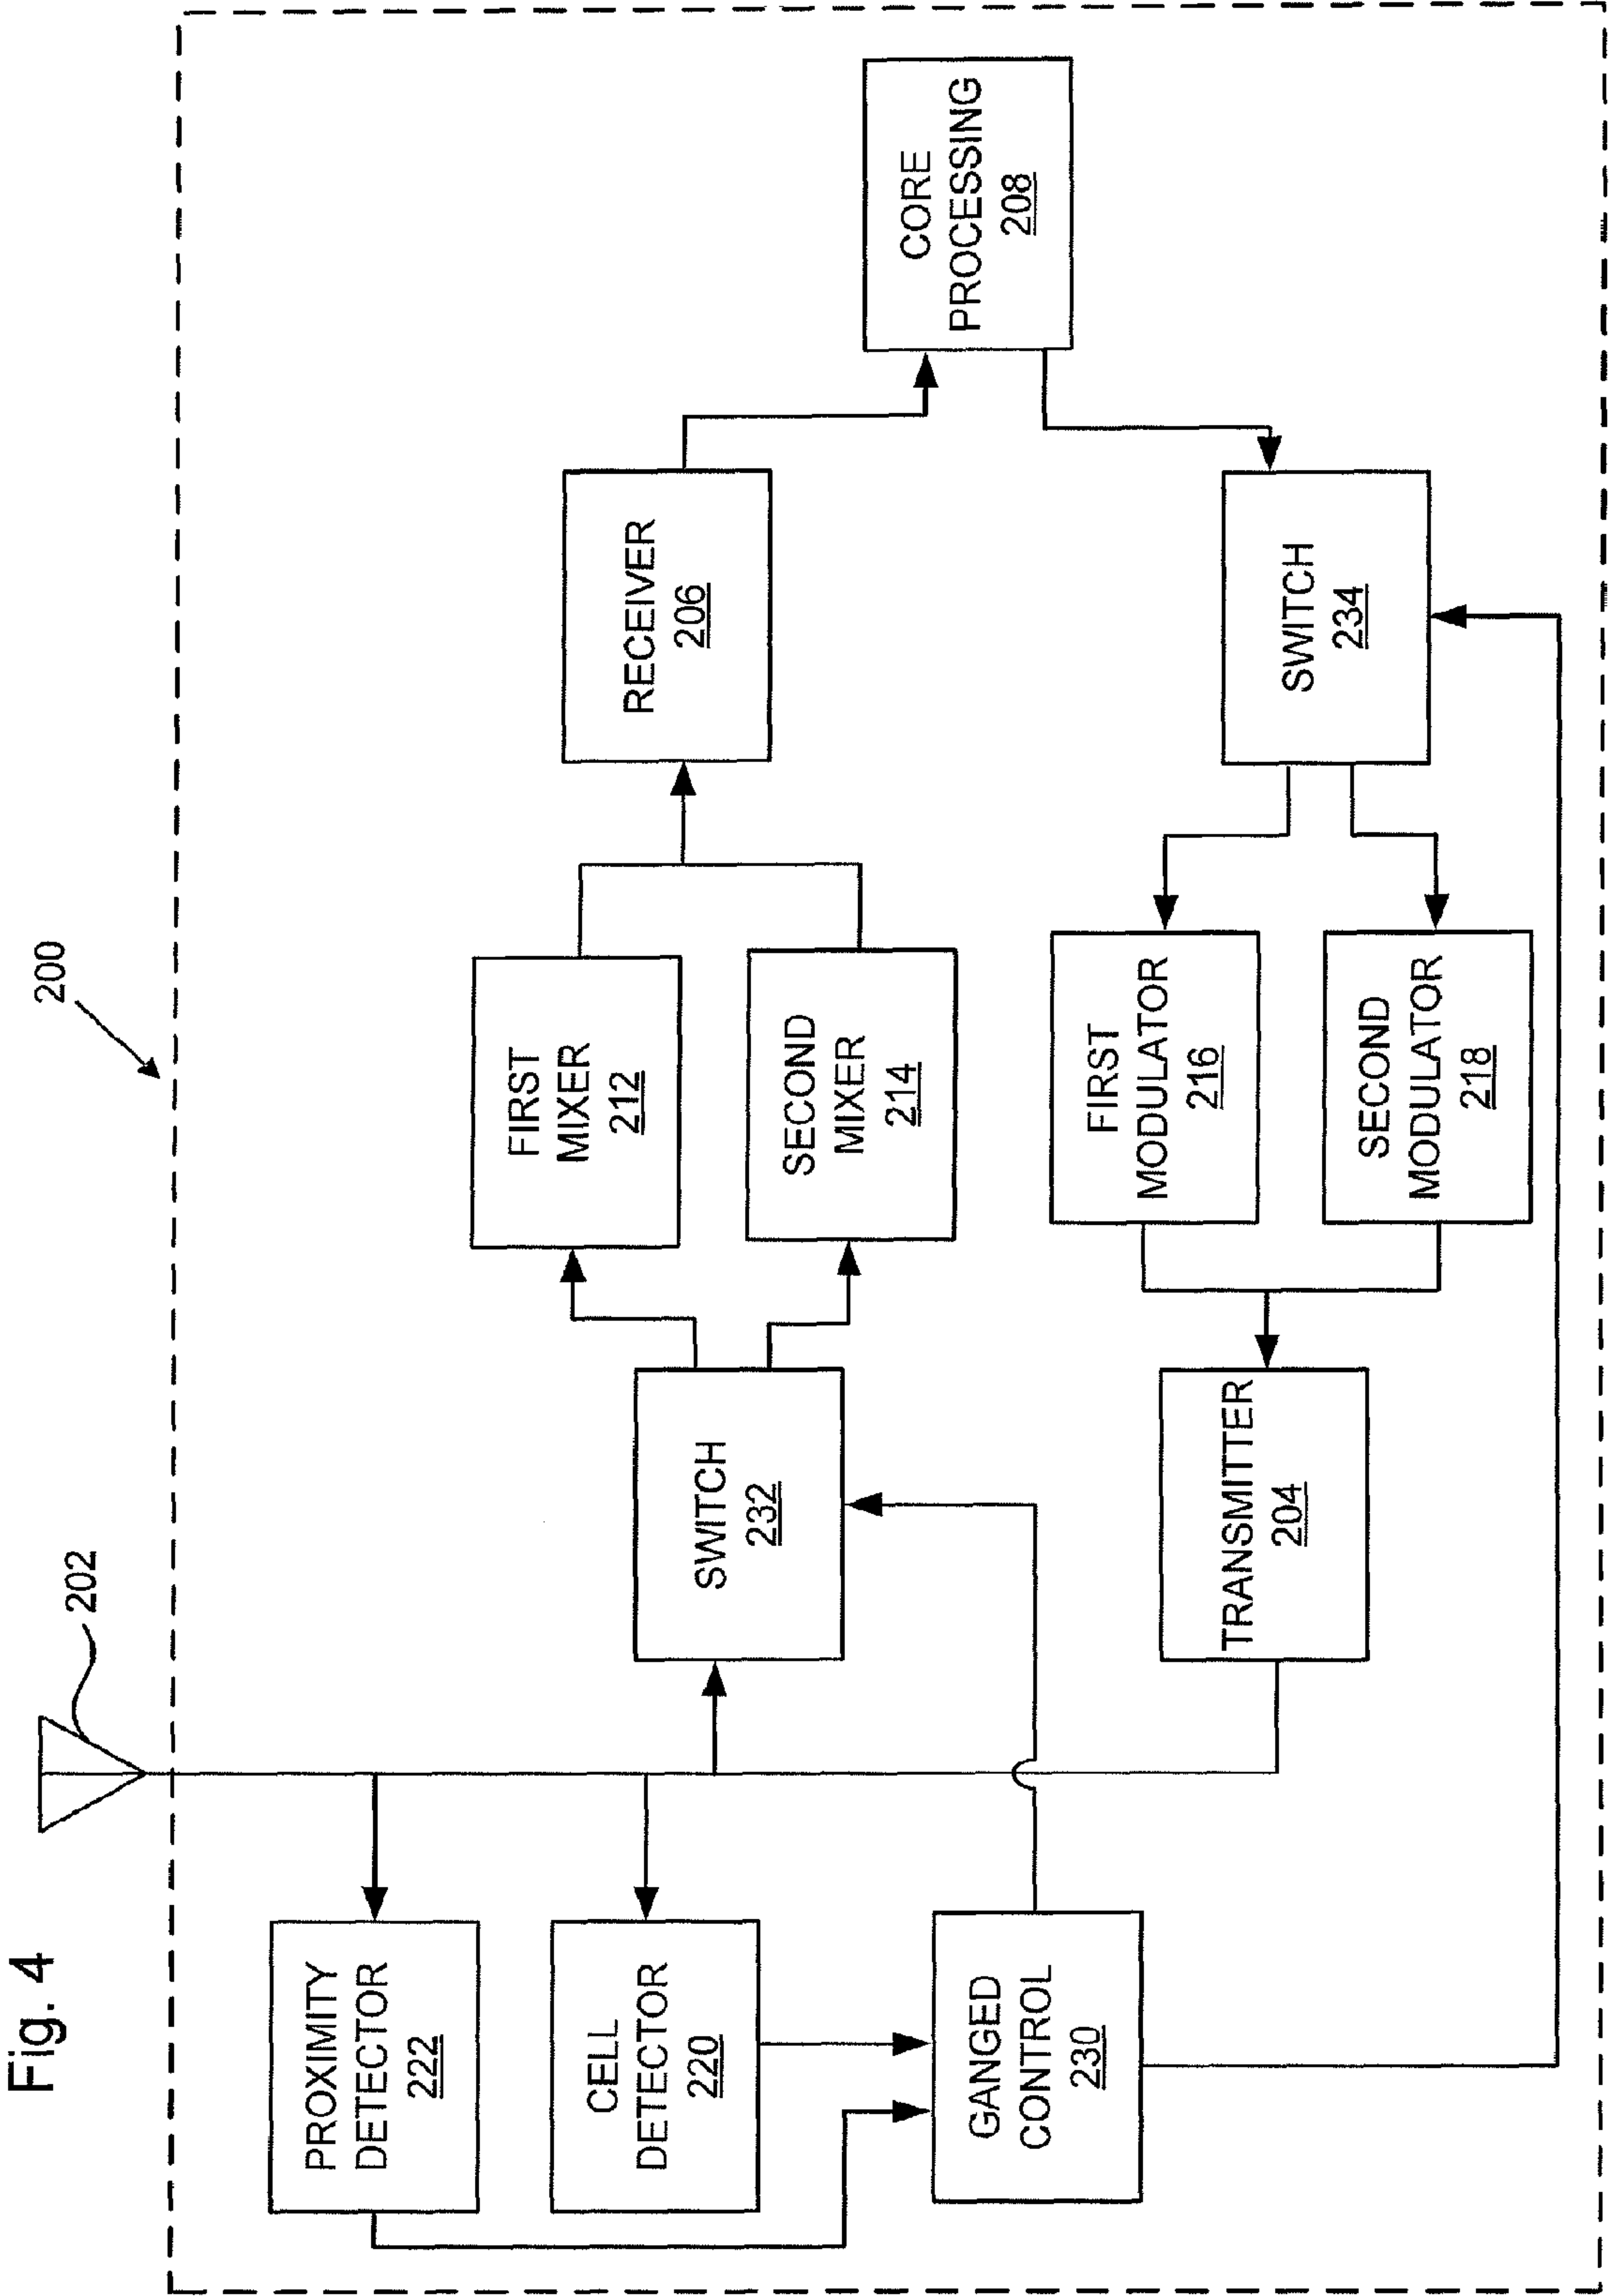 Fig. 4
200
202
PROXIMITY
DETECTOR
222
CELL
DETECTOR
220
GANGED
CONTROL
230
SWITCH
232
TRANSMITTER
204
FIRST
MIXER
212
SECOND
MIXER
214
FIRST
MODULATOR
216
SECOND
MODULATOR
218
RECEIVER
206
SWITCH
234
CORE
PROCESSING
208